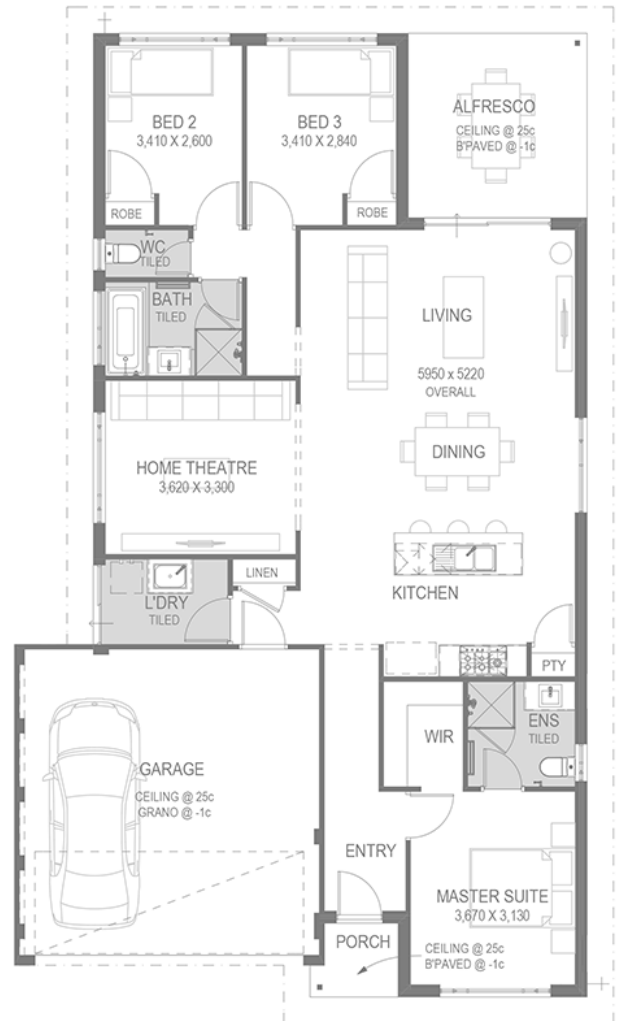 BED 2
3,410 X 2,600
BED 3
3,410 X 2,840
ALFRESCO
CEILING @ 25c
B'PAVED @ -1c
ROBE
ROBE
WC
TILED
BATH
TILED
LIVING
5950 x 5220
OVERALL
DINING
HOME THEATRE
3,620 X 3,300
LINEN
L'DRY
TILED
KITCHEN
PTY
WIR
ENS
TILED
GARAGE
CEILING @ 25c
GRANO @ -1c
ENTRY
MASTER SUITE
3,670 X 3,130
PORCH
CEILING @ 25c
B'PAVED @ -1c